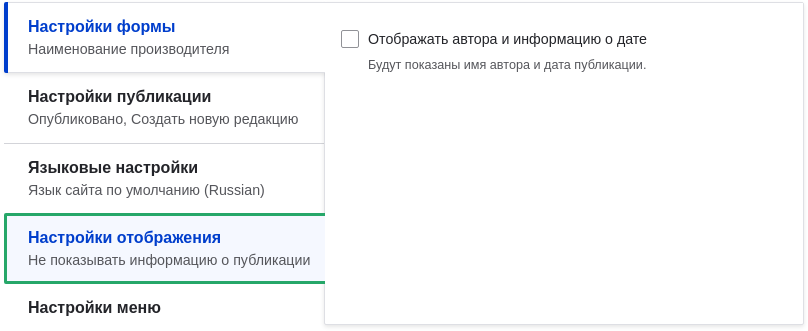 Настройки формы
Наименование производителя
Настройки публикации
Опубликовано, Создать новую редакцию
Языковые настройки
Язык сайта по умолчанию (Russian)
Настройки отображения
Не показывать информацию о публикации
Настройки меню
Отображать автора и информацию о дате
Будут показаны имя автора и дата публикации.